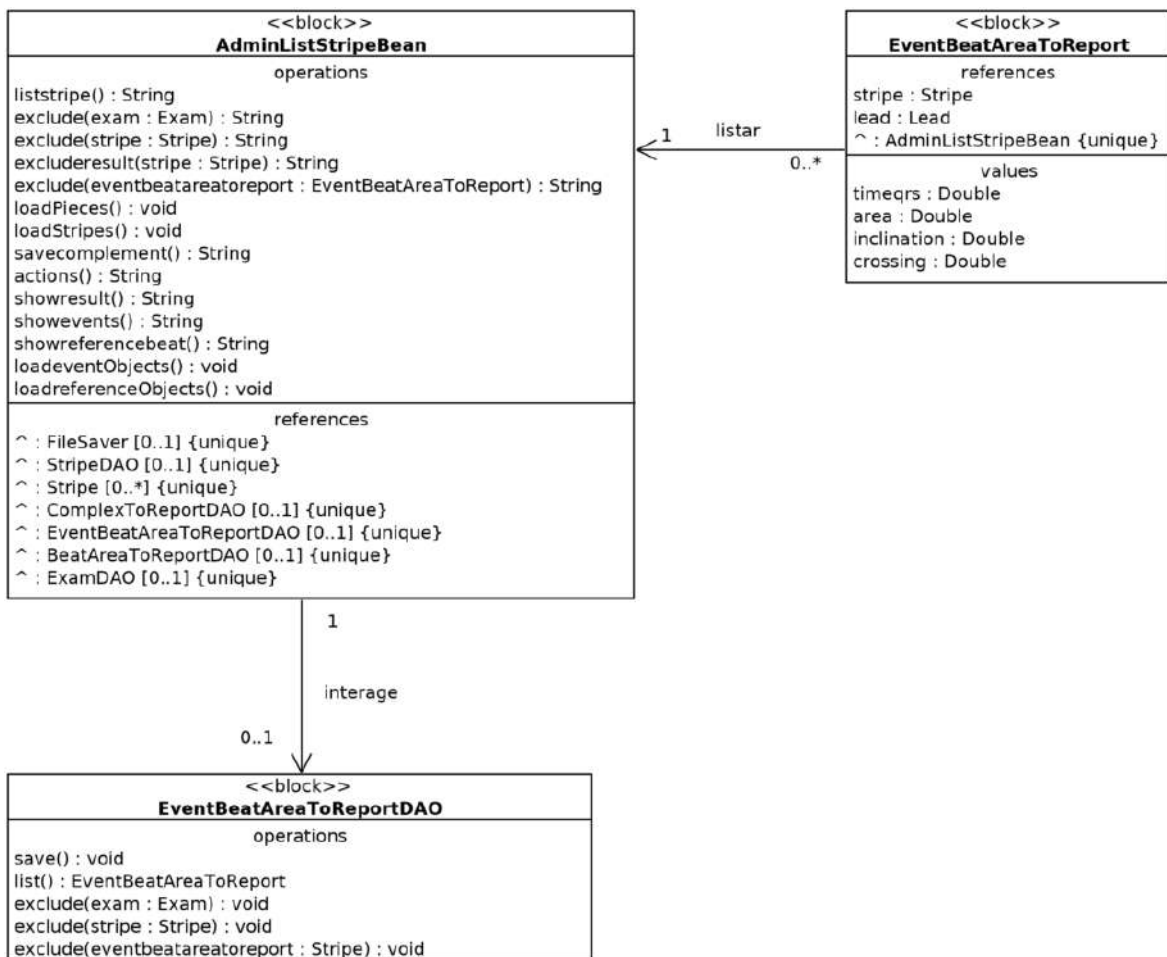 <<block>>
AdminListStripeBean
operations
liststripe() : String
exclude(exam : Exam) : String
exclude(stripe : Stripe) : String
excluderesult(stripe : Stripe) : String
exclude(eventbeatareatoreport : EventBeatAreaToReport) : String
loadPieces() : void
loadStripes() : void
savecomplement() : String
actions() : String
showresult() : String
showevents() : String
showreferencebeat() : String
loadeventObjects() : void
loadreferenceObjects() : void
references
^ : FileSaver [0..1] {unique}
^ : StripeDAO [0..1] {unique}
^ : Stripe [0..*] {unique}
^ : ComplexToReportDAO [0..1] {unique}
^ : EventBeatAreaToReportDAO [0..1] {unique}
^ : BeatAreaToReportDAO [0..1] {unique}
^ : ExamDAO [0..1] {unique}
1
listar
0..*
<<block>>
EventBeatAreaToReport
references
stripe : Stripe
lead : Lead
^ : AdminListStripeBean {unique}
values
timeqrs : Double
area : Double
inclination : Double
crossing : Double
1
interage
0..1
<<block>>
EventBeatAreaToReportDAO
operations
save() : void
list() : EventBeatAreaToReport
exclude(exam : Exam) : void
exclude(stripe : Stripe) : void
exclude(eventbeatareatoreport : Stripe) : void